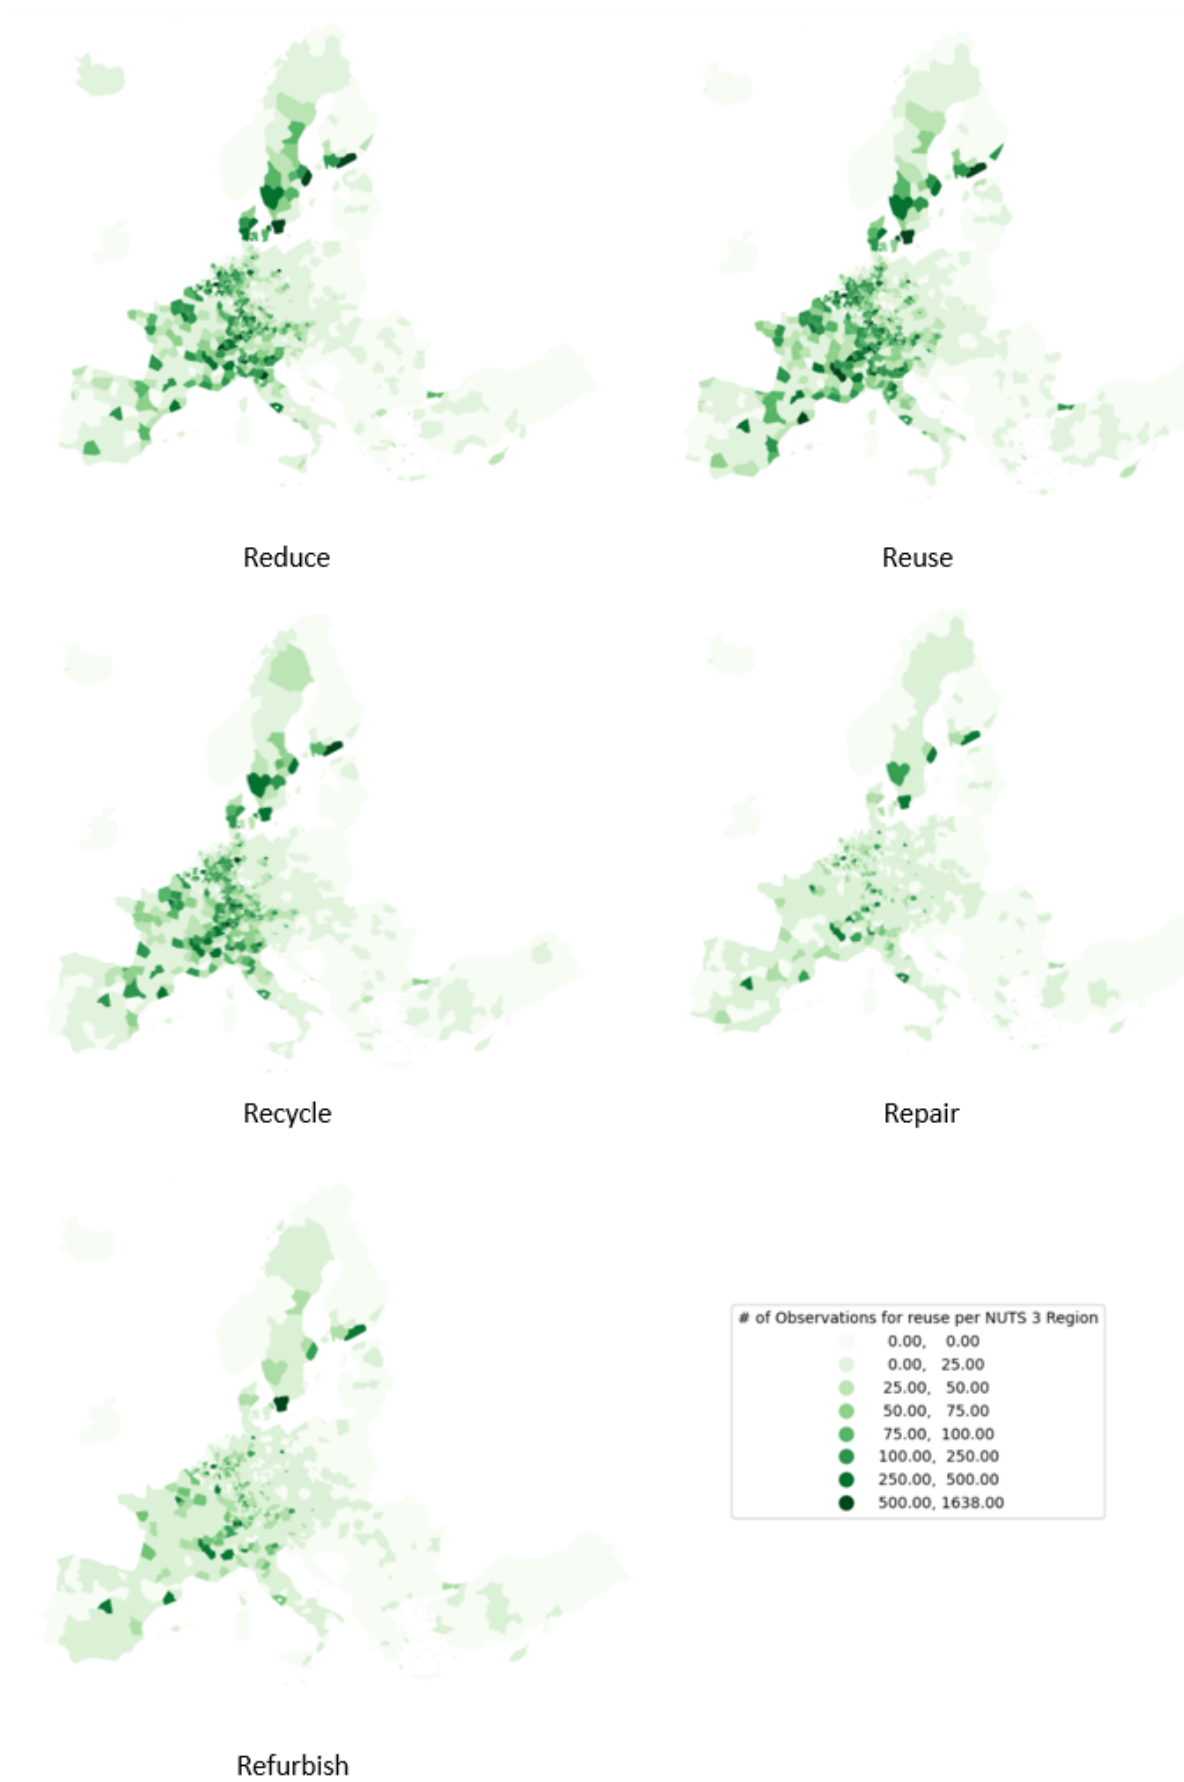 Reduce
Reuse
Recycle
Repair
# of Observations for reuse per NUTS 3 Region
0.00, 0.00
0.00, 25.00
25.00, 50.00
50.00, 75.00
75.00, 100.00
100.00, 250.00
250.00, 500.00
500.00, 1638.00
Refurbish